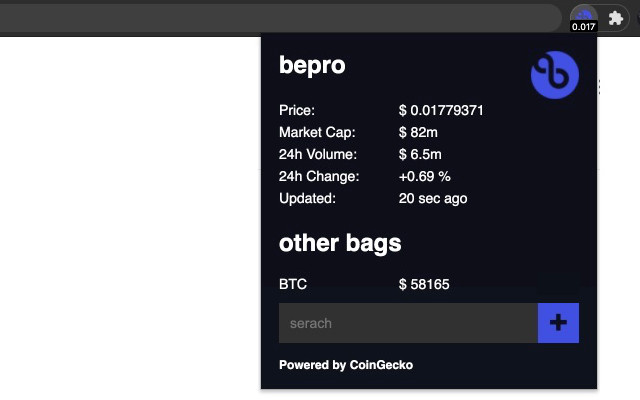 0.017
bepro
Price: $ 0.01779371
Market Cap: $ 82m
24h Volume: $ 6.5m
24h Change: +0.69 %
Updated: 20 sec ago
other bags
BTC $ 58165
serach
Powered by CoinGecko